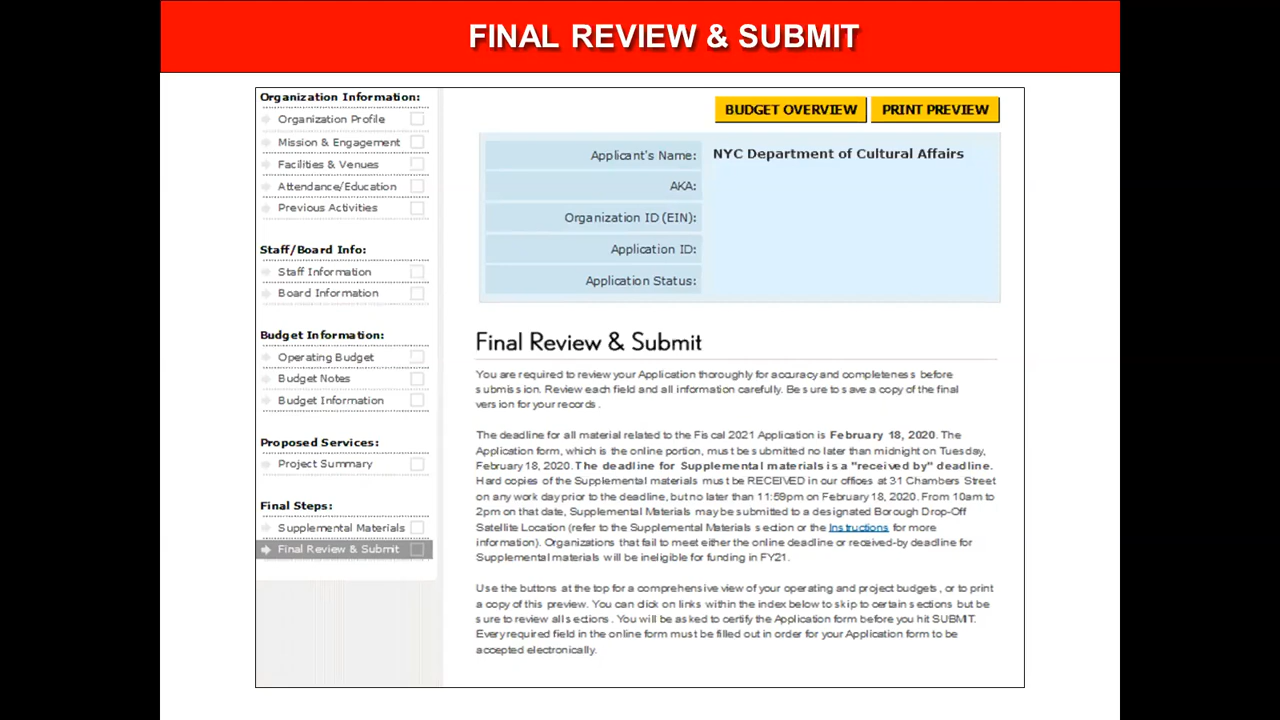 FINAL REVIEW & SUBMIT
Organization Information:
Organization Profile
Mission & Engagement
Facilities & Venues
Attendance/Education
Previous Activities
Staff/Board Info:
Staff Information
Board Information
Budget Information:
Operating Budget
Budget Notes
Budget Information
Proposed Services:
Project Summary
Final Steps:
Supplemental Materials
Final Review & Submit
BUDGET OVERVIEW PRINT PREVIEW
Applicant's Name: NYC Department of Cultural Affairs
AKA:
Organization ID (EIN):
Application ID:
Application Status:
Final Review & Submit
You are required to review your Application thoroughly for accuracy and completeness before
submission. Review each field and all information carefully. Be sure to save a copy of the final
version for your records.
The deadline for all material related to the Fiscal 2021 Application is February 18, 2020. The
Application form, which is the online portion, must be submitted no later than midnight on Tuesday,
February 18, 2020. The deadline for Supplemental materials is a "received by" deadline.
Hard copies of the Supplemental materials must be RECEIVED in our offices at 31 Chambers Street
on any work day prior to the deadline, but no later than 11:59pm on February 18, 2020. From 10am to
2pm on that date, Supplemental Materials may be submitted to a designated Borough Drop-Off
Satellite Location (refer to the Supplemental Materials section or the Instructions for more
information). Organizations that fail to meet either the online deadline or received-by deadline for
Supplemental materials will be ineligible for funding in FY21.
Use the buttons at the top for a comprehensive view of your operating and project budgets, or to print
a copy of this preview. You can click on links within the index below to skip to certain sections but be
sure to review all sections. You will be asked to certify the Application form before you hit SUBMIT.
Every required field in the online form must be filled out in order for your Application form to be
accepted electronically.